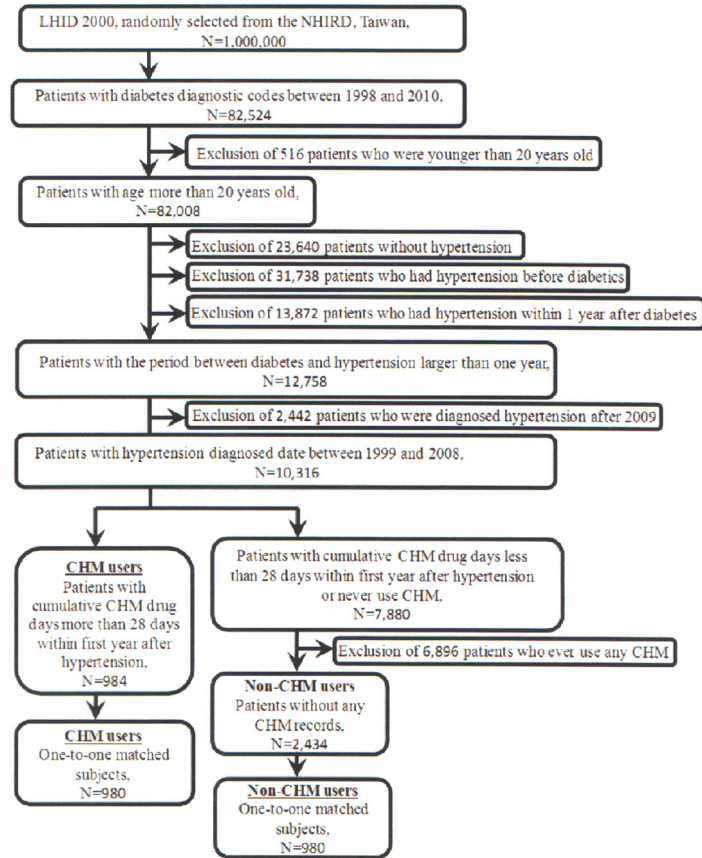 LHID 2000, randomly selected from the NHIRD, Taiwan,
N=1,000,000
Patients with diabetes diagnostic codes between 1998 and 2010,
N=82,524
Exclusion of 516 patients who were younger than 20 years old
Patients with age more than 20 years old,
N=82,008
Exclusion of 23,640 patients without hypertension
Exclusion of 31,738 patients who had hypertension before diabetics
Exclusion of 13,872 patients who had hypertension within 1 year after diabetes
Patients with the period between diabetes and hypertension larger than one year,
N=12,758
Exclusion of 2,442 patients who were diagnosed hypertension after 2009
Patients with hypertension diagnosed date between 1999 and 2008,
N=10,316
CHM users
Patients with
cumulative CHM drug
days more than 28 days
within first year after
hypertension,
N=984
Patients with cumulative CHM drug days less
than 28 days within first year after hypertension
or never use CHM,
N=7,880
Exclusion of 6,896 patients who ever use any CHM
Non-CHM users
Patients without any
CHM records,
N=2,434
CHM users
One-to-one matched
subjects,
N=980
Non-CHM users
One-to-one matched
subjects,
N=980